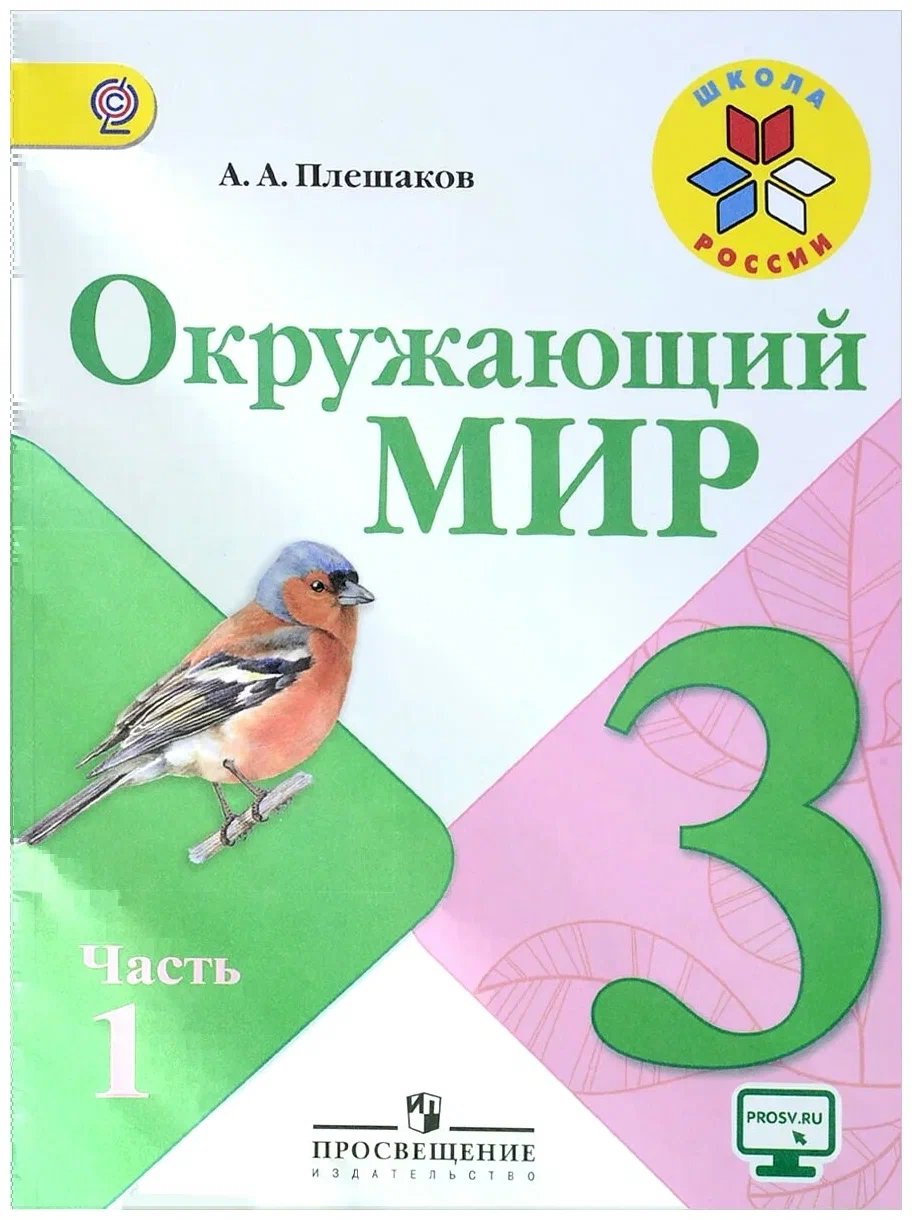 А. А. Плешаков
ШКОЛА
РОССИИ
Окружающий
МИР
3
Часть
1
ПРОСВЕЩЕНИЕ
ИЗДАТЕЛЬСТВО
PROSV.RU